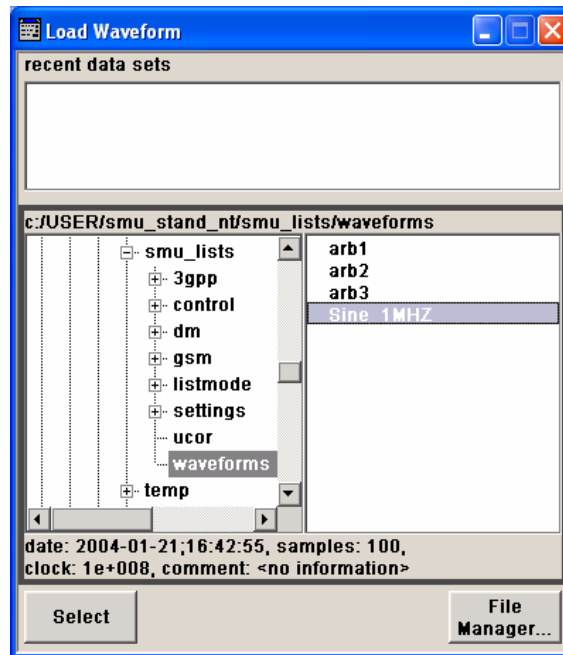 Load Waveform
recent data sets
c:/USER/smu_stand_nt/smu_lists/waveforms
smu_lists
3gpp
control
dm
gsm
listmode
settings
ucor
waveforms
temp
arb1
arb2
arb3
Sine_1MHZ
date: 2004-01-21;16:42:55, samples: 100,
clock: 1e+008, comment: <no information>
Select
File
Manager...